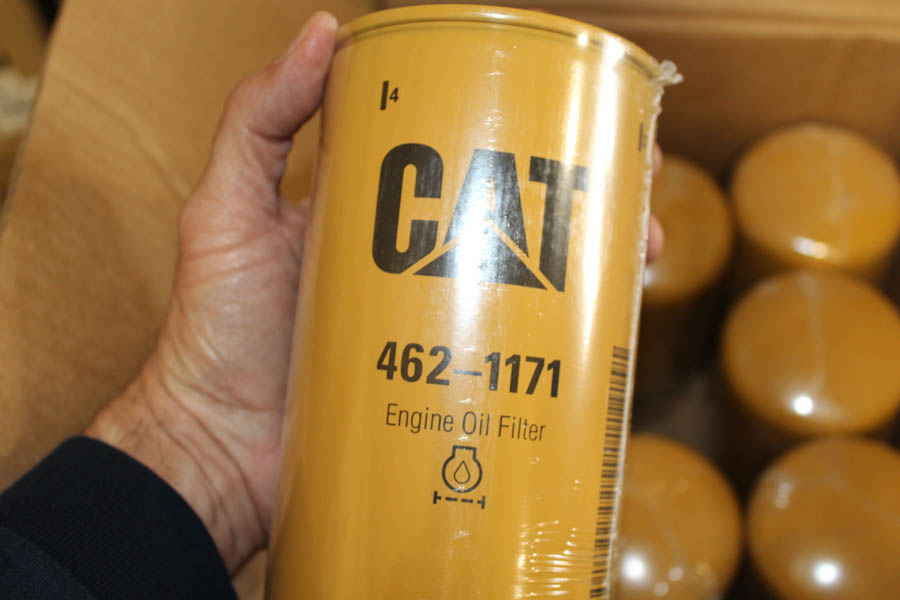 I4
CAT
462-1171
Engine Oil Filter